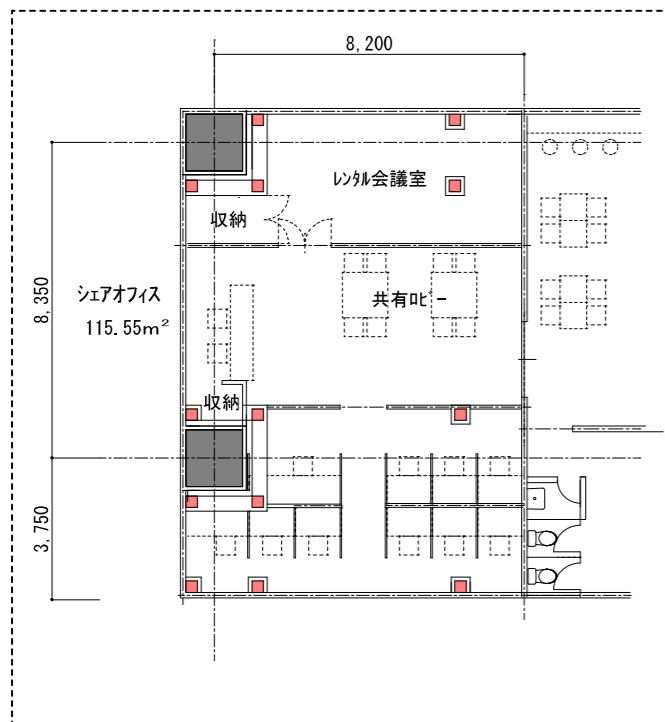 8,200
レンタル会議室
収納
シェアオフィス
115.55m²
8,350
共有ロビー
収納
3,750